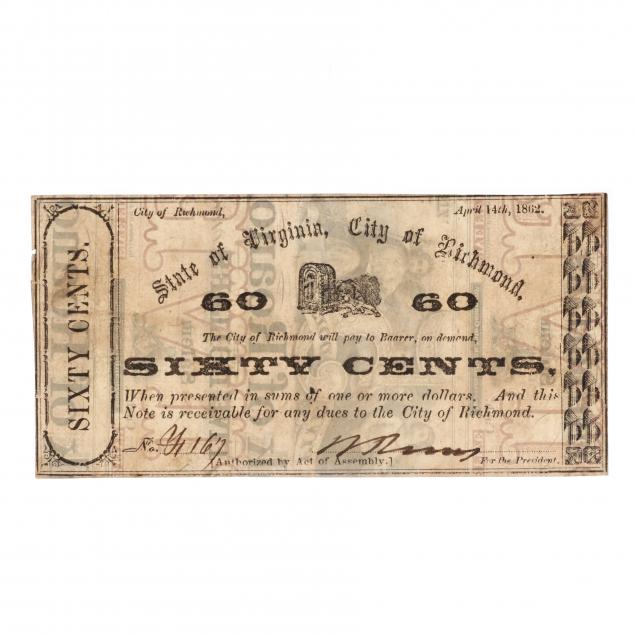 SIXTY CENTS.
City of Richmond, April 14th, 1862.
State of Virginia, City of Richmond.
60 60
The City of Richmond will pay to Bearer, on demand,
SIXTY CENTS,
When presented in sums of one or more dollars. And this
Note is receivable for any dues to the City of Richmond.
No. 167
[Authorized by Act of Assembly.] For the President.